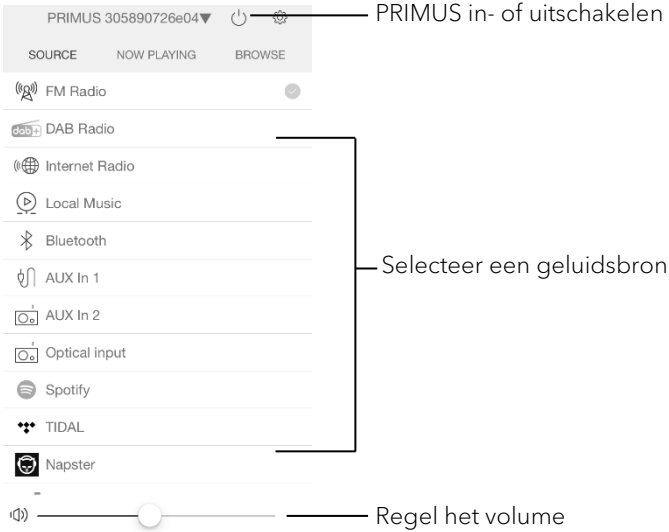 PRIMUS 305890726e04▼
PRIMUS in- of uitschakelen
SOURCE NOW PLAYING BROWSE
FM Radio
dab+ DAB Radio
Internet Radio
Local Music
Bluetooth
Selecteer een geluidsbron
AUX In 1
AUX In 2
Optical input
Spotify
TIDAL
Napster
Regel het volume